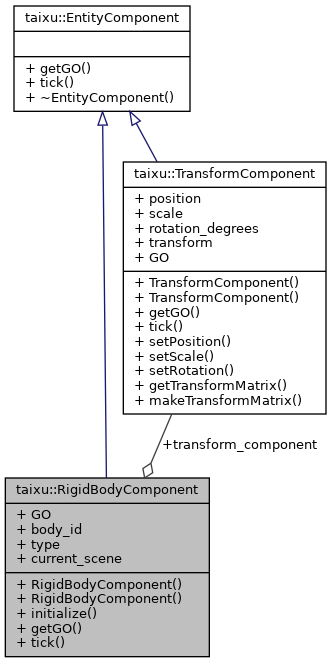 taixu::EntityComponent
+ getGO()
+ tick()
+ ~EntityComponent()
taixu::TransformComponent
+ position
+ scale
+ rotation_degrees
+ transform
+ GO
+ TransformComponent()
+ TransformComponent()
+ getGO()
+ tick()
+ setPosition()
+ setScale()
+ setRotation()
+ getTransformMatrix()
+ makeTransformMatrix()
+transform_component
taixu::RigidBodyComponent
+ GO
+ body_id
+ type
+ current_scene
+ RigidBodyComponent()
+ RigidBodyComponent()
+ initialize()
+ getGO()
+ tick()